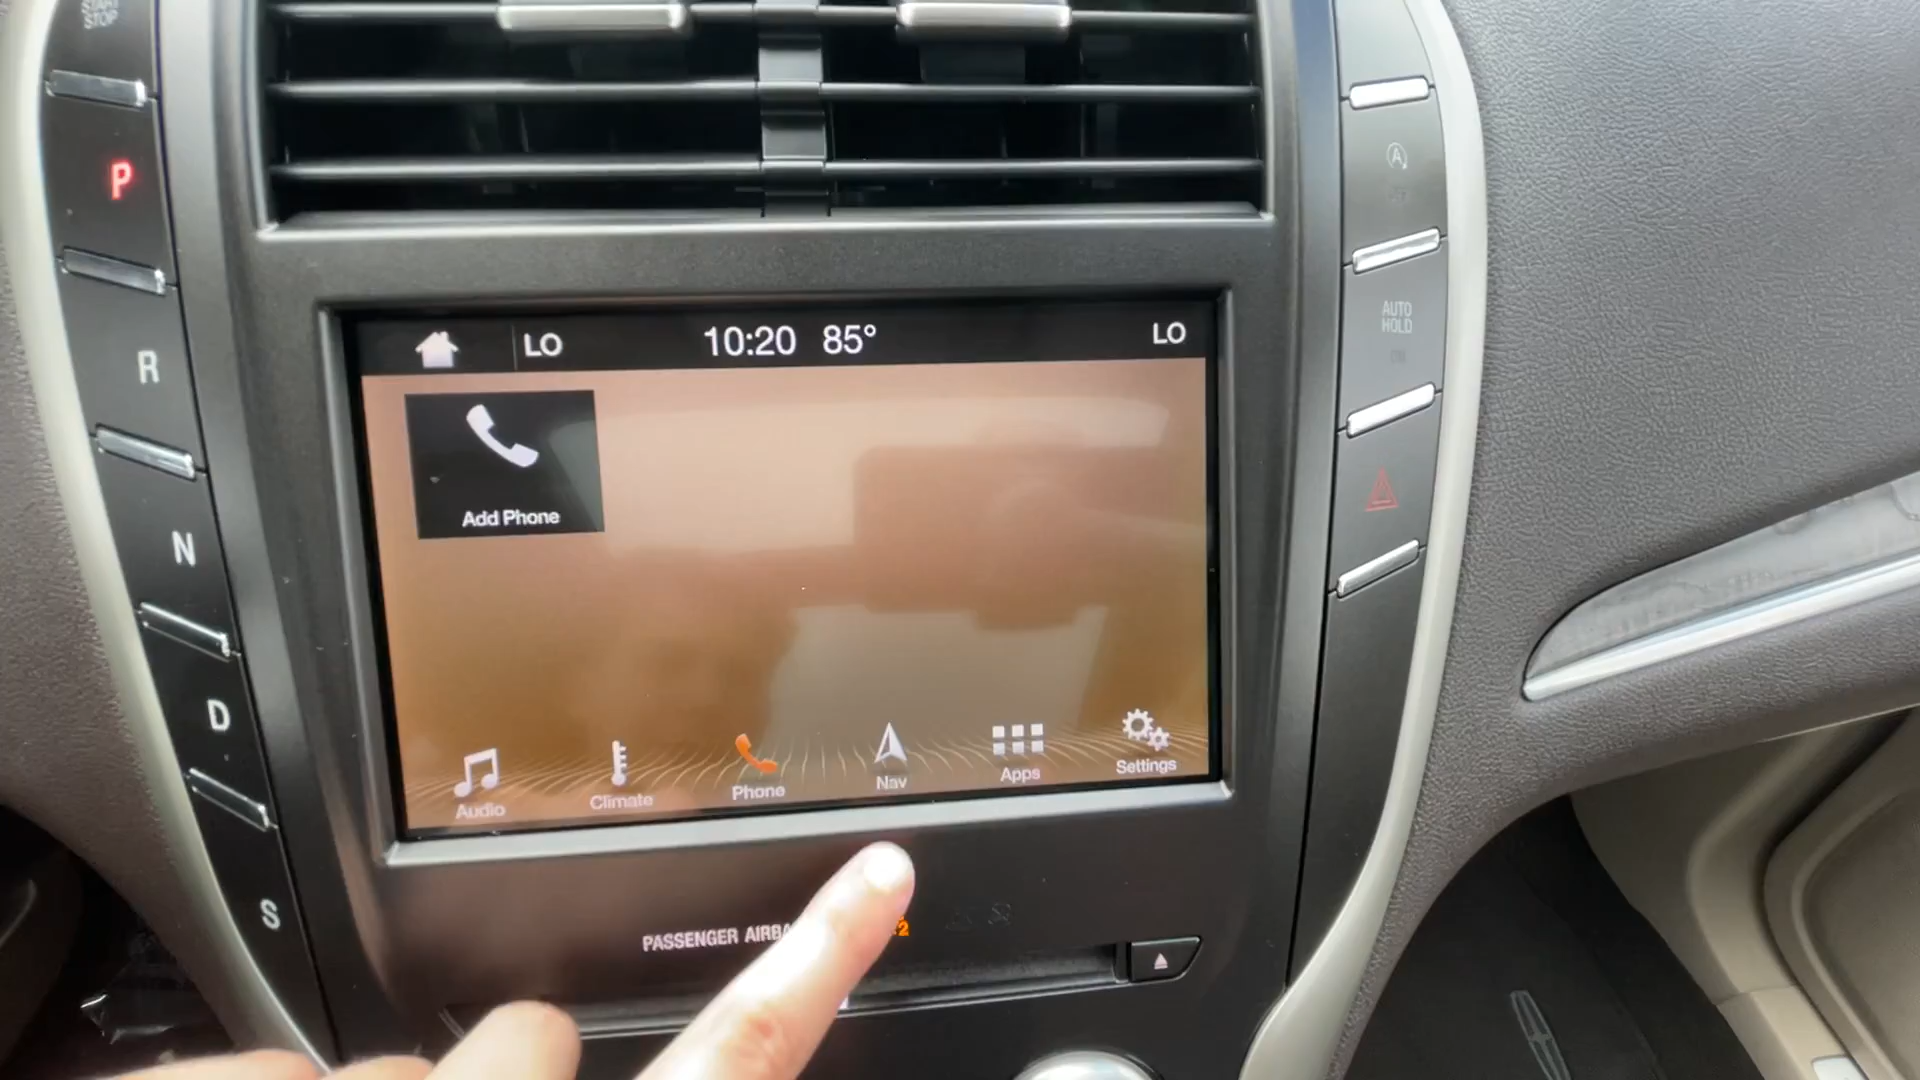 START
STOP
P
R
N
D
S
LO
10:20
85°
LO
Add Phone
Audio
Climate
Phone
Nav
Apps
Settings
A
AUTO
HOLD
PASSENGER AIRBA
2